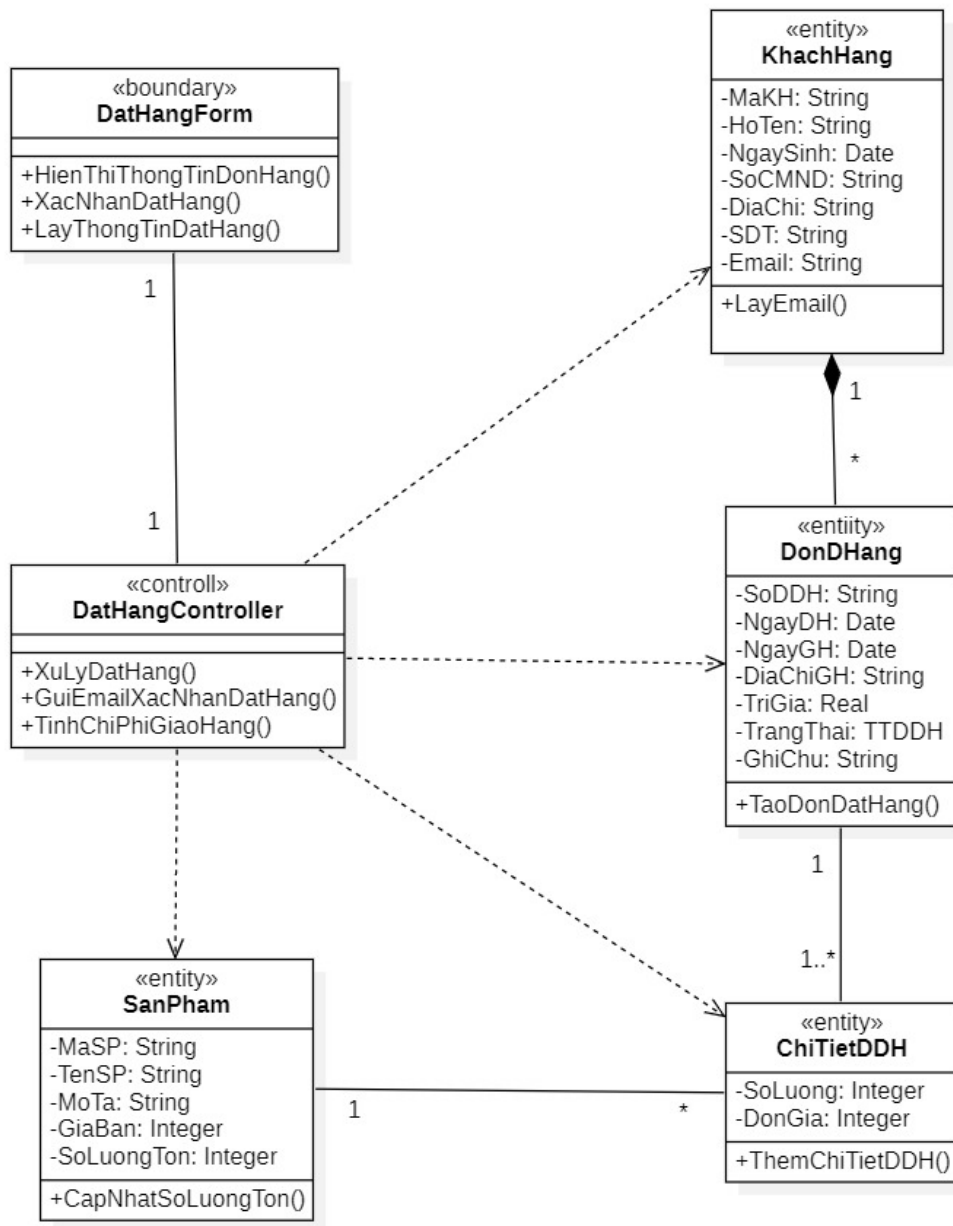 «boundary»
DatHangForm
+HienThiThongTinDonHang()
+XacNhanDatHang()
+LayThongTinDatHang()
1
1
«controll»
DatHangController
+XuLyDatHang()
+GuiEmailXacNhanDatHang()
+TinhChiPhiGiaoHang()
«entity»
KhachHang
-MaKH: String
-HoTen: String
-NgaySinh: Date
-SoCMND: String
-DiaChi: String
-SDT: String
-Email: String
+LayEmail()
1
*
«entiity»
DonDHang
-SoDDH: String
-NgayDH: Date
-NgayGH: Date
-DiaChiGH: String
-TriGia: Real
-TrangThai: TTDDH
-GhiChu: String
+TaoDonDatHang()
1
1..*
«entity»
SanPham
-MaSP: String
-TenSP: String
-MoTa: String
-GiaBan: Integer
-SoLuongTon: Integer
+CapNhatSoLuongTon()
1
*
«entity»
ChiTietDDH
-SoLuong: Integer
-DonGia: Integer
+ThemChiTietDDH()